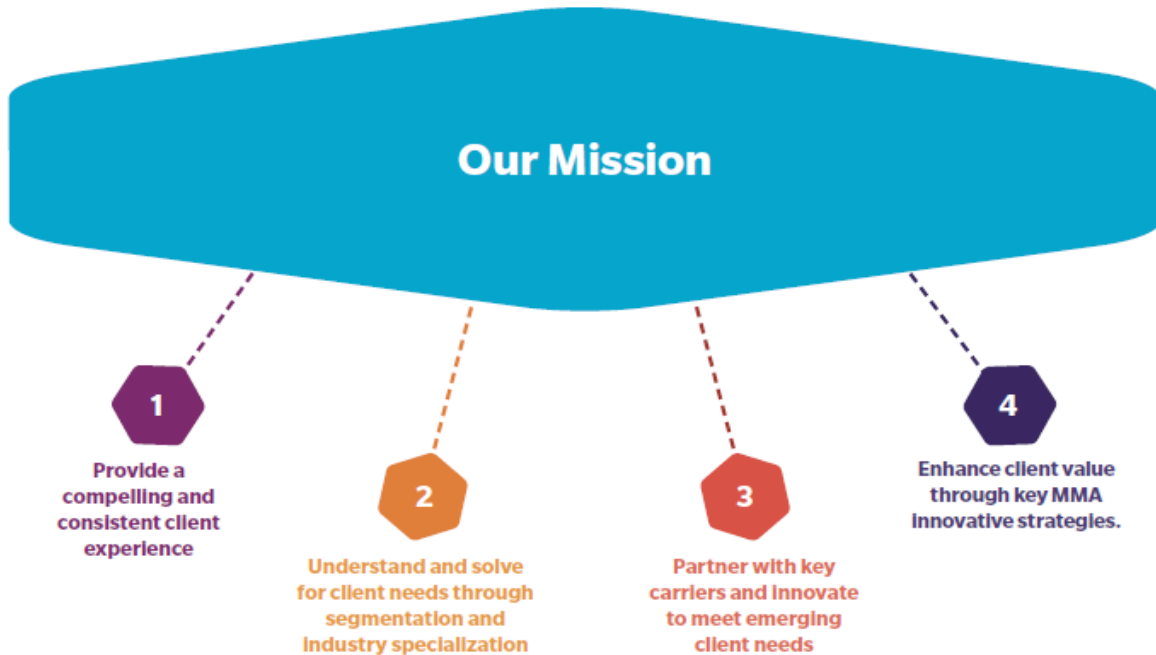 Our Mission
1
Provide a
compelling and
consistent client
experience
2
Understand and solve
for client needs through
segmentation and
industry specialization
3
Partner with key
carriers and innovate
to meet emerging
client needs
4
Enhance client value
through key MMA
innovative strategies.